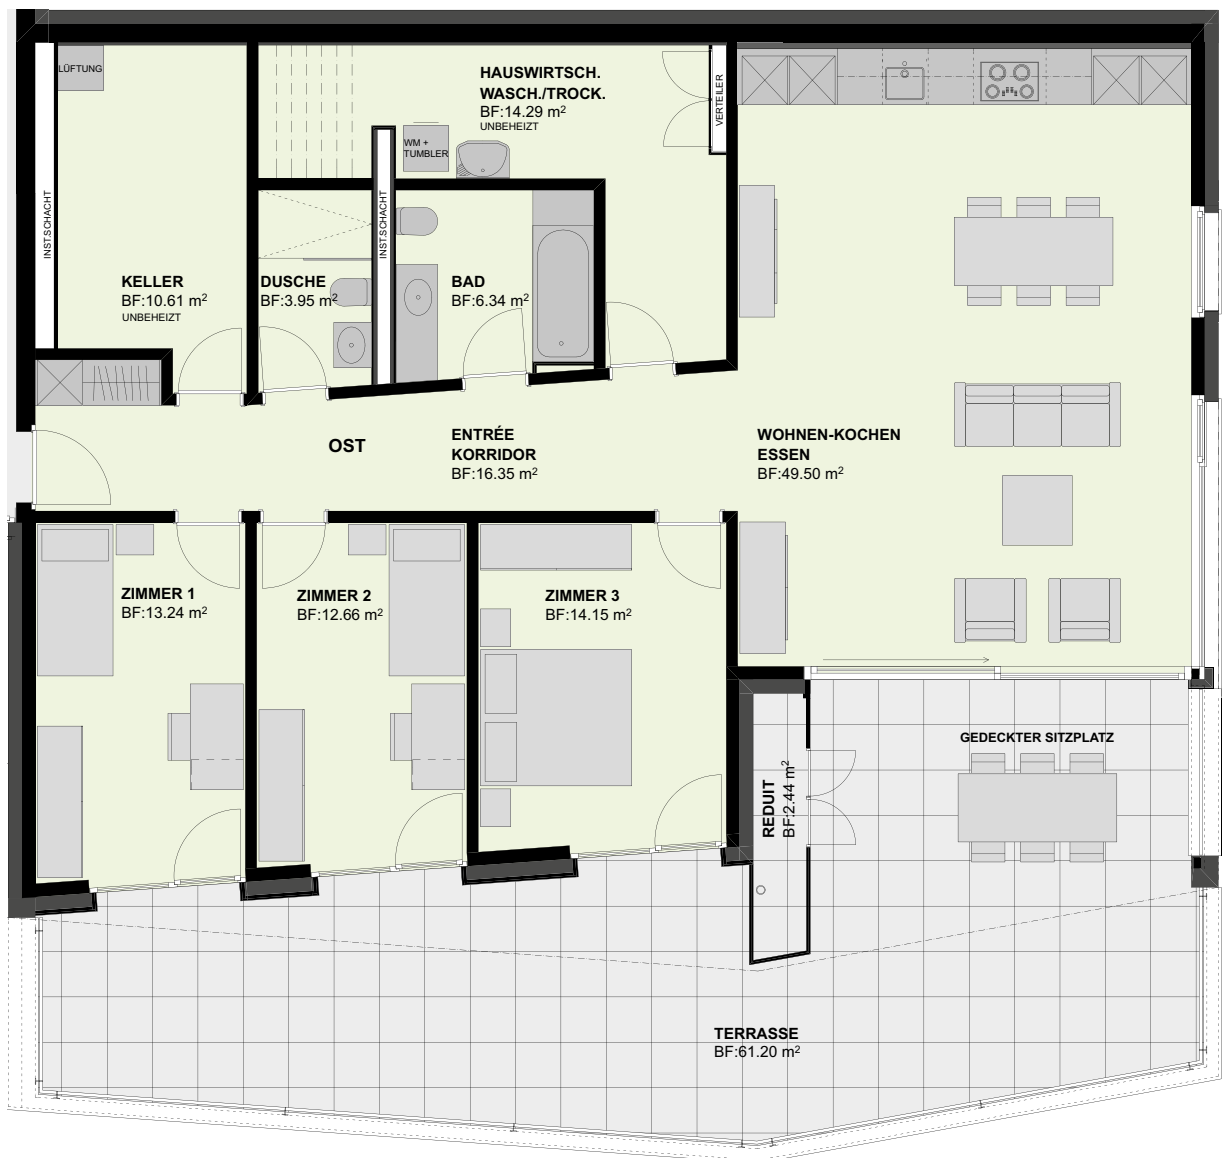 LÜFTUNG
HAUSWIRTSCH.
WASCH./TROCK.
BF:14.29 m²
UNBEHEIZT
VERTEILER
WM +
TUMBLER
INST.SCHACHT
INST.SCHACHT
KELLER
BF:10.61 m²
UNBEHEIZT
DUSCHE
BF:3.95 m²
BAD
BF:6.34 m²
OST
ENTRÉE
KORRIDOR
BF:16.35 m²
WOHNEN-KOCHEN
ESSEN
BF:49.50 m²
ZIMMER 1
BF:13.24 m²
ZIMMER 2
BF:12.66 m²
ZIMMER 3
BF:14.15 m²
GEDECKTER SITZPLATZ
REDUIT
BF:2.44 m²
TERRASSE
BF:61.20 m²